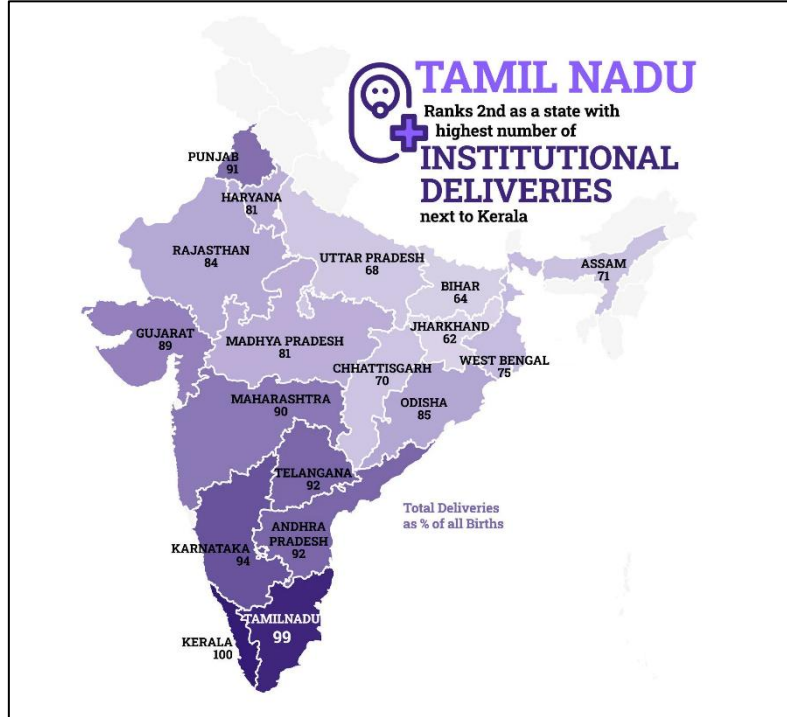 TAMIL NADU
Ranks 2nd as a state with
highest number of
INSTITUTIONAL
DELIVERIES
next to Kerala
PUNJAB
91
HARYANA
81
RAJASTHAN
84
UTTAR PRADESH
68
BIHAR
64
ASSAM
71
GUJARAT
89
MADHYA PRADESH
81
JHARKHAND
62
WEST BENGAL
75
CHHATTISGARH
70
ODISHA
85
MAHARASHTRA
90
TELANGANA
92
Total Deliveries
as % of all Births
ANDHRA
PRADESH
92
KARNATAKA
94
TAMILNADU
99
KERALA
100